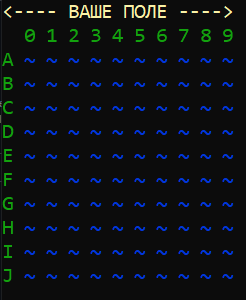 <---- ВАШЕ ПОЛЕ ---->
0 1 2 3 4 5 6 7 8 9
A ~ ~ ~ ~ ~ ~ ~ ~ ~ ~
B ~ ~ ~ ~ ~ ~ ~ ~ ~ ~
C ~ ~ ~ ~ ~ ~ ~ ~ ~ ~
D ~ ~ ~ ~ ~ ~ ~ ~ ~ ~
E ~ ~ ~ ~ ~ ~ ~ ~ ~ ~
F ~ ~ ~ ~ ~ ~ ~ ~ ~ ~
G ~ ~ ~ ~ ~ ~ ~ ~ ~ ~
H ~ ~ ~ ~ ~ ~ ~ ~ ~ ~
I ~ ~ ~ ~ ~ ~ ~ ~ ~ ~
J ~ ~ ~ ~ ~ ~ ~ ~ ~ ~